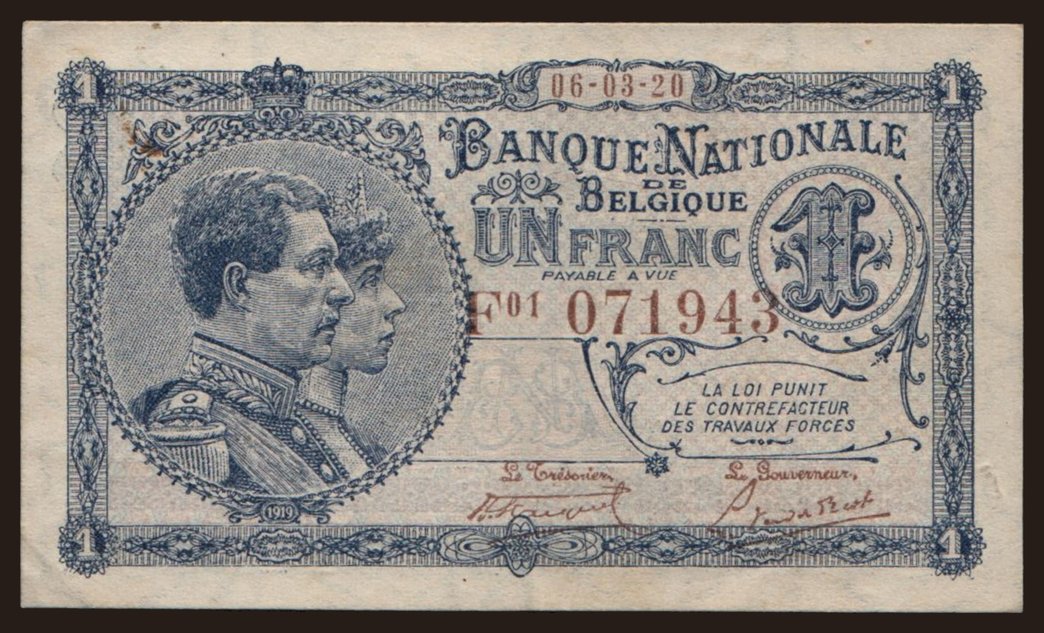 1
06-03-20
1
BANQUE NATIONALE
DE
BELGIQUE
UN FRANC
1
PAYABLE A VUE
F01 071943
LA LOI PUNIT
LE CONTREFACTEUR
DES TRAVAUX FORCÉS
Le Trésorier,
Le Gouverneur,
1919
1
1